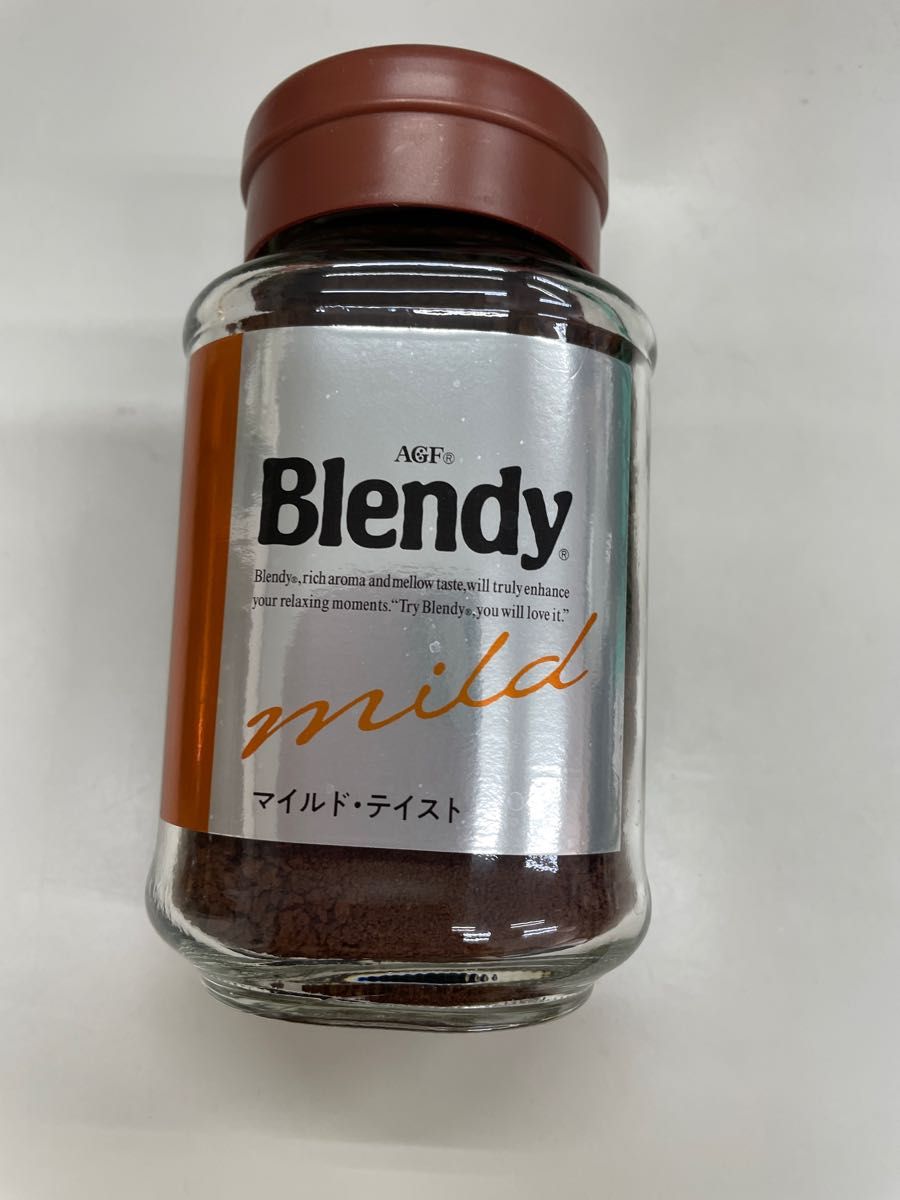 AGF®
Blendy®
Blendy®, rich aroma and mellow taste, will truly enhance
your relaxing moments. “Try Blendy®, you will love it.”
mild
マイルド・テイスト